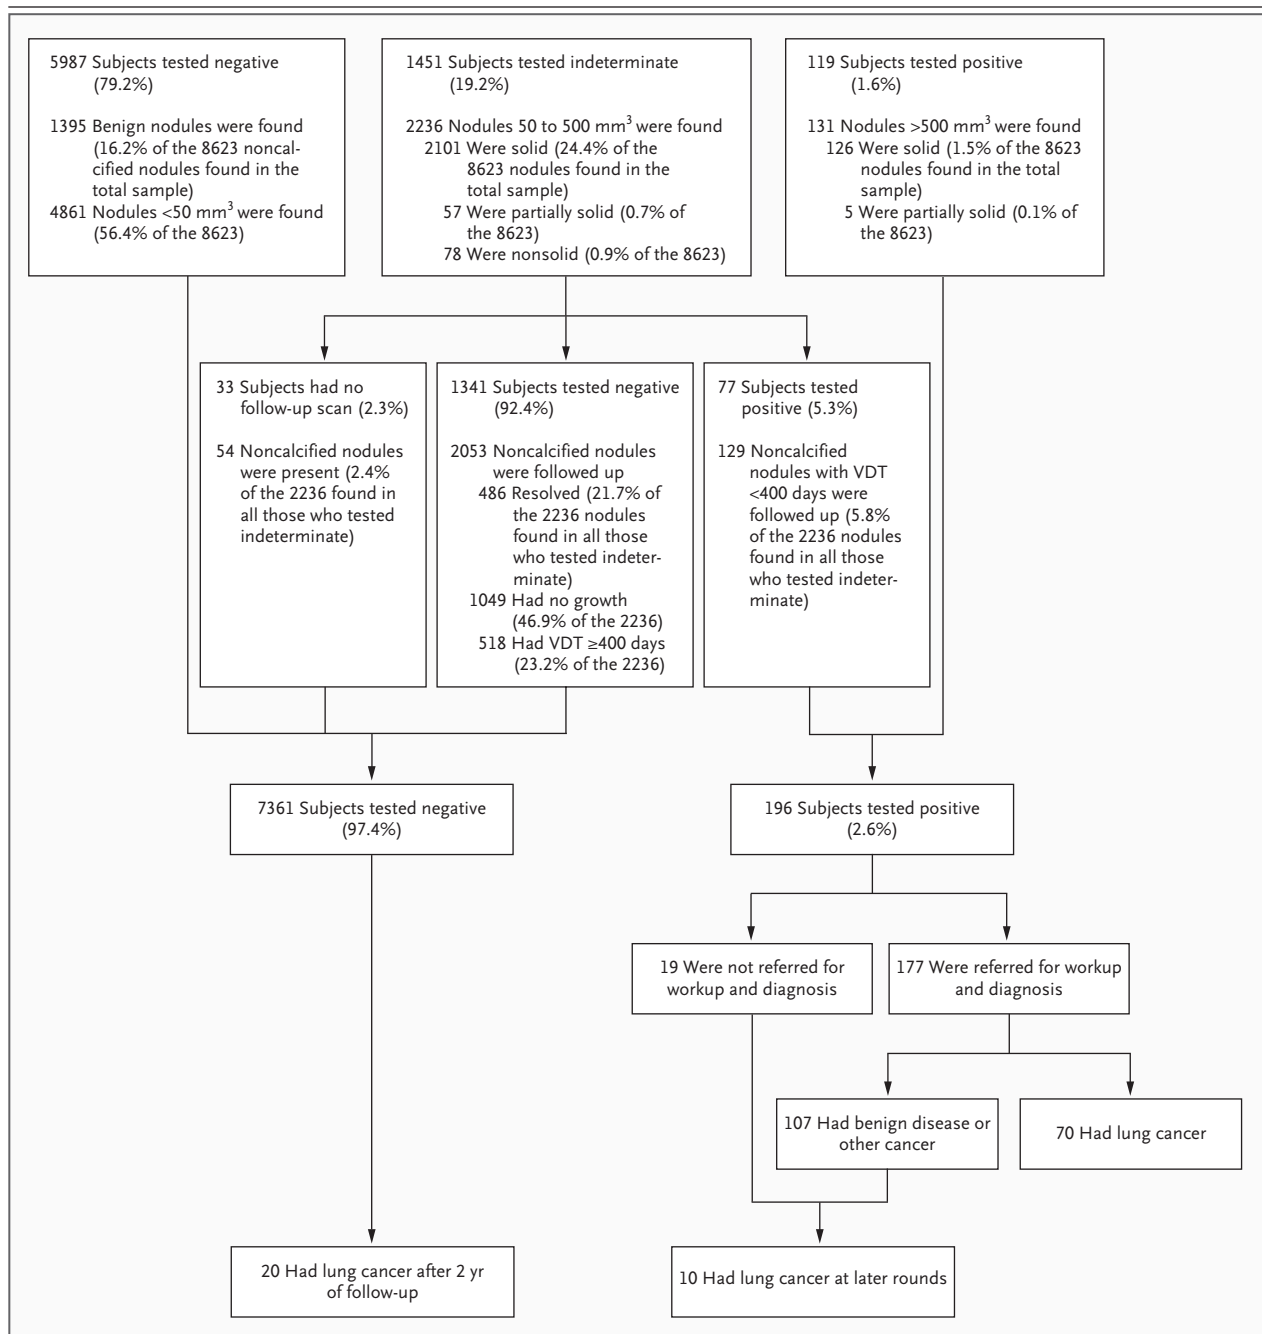 5987 Subjects tested negative
(79.2%)
1395 Benign nodules were found
(16.2% of the 8623 noncal-
cified nodules found in the
total sample)
4861 Nodules <50 mm³ were found
(56.4% of the 8623)
1451 Subjects tested indeterminate
(19.2%)
2236 Nodules 50 to 500 mm³ were found
2101 Were solid (24.4% of the
8623 nodules found in the
total sample)
57 Were partially solid (0.7% of
the 8623)
78 Were nonsolid (0.9% of the 8623)
119 Subjects tested positive
(1.6%)
131 Nodules >500 mm³ were found
126 Were solid (1.5% of the 8623
nodules found in the total
sample)
5 Were partially solid (0.1% of
the 8623)
33 Subjects had no
follow-up scan (2.3%)
54 Noncalcified nodules
were present (2.4%
of the 2236 found in
all those who tested
indeterminate)
1341 Subjects tested negative
(92.4%)
2053 Noncalcified nodules
were followed up
486 Resolved (21.7% of
the 2236 nodules
found in all those
who tested indeter-
minate)
1049 Had no growth
(46.9% of the 2236)
518 Had VDT ≥400 days
(23.2% of the 2236)
77 Subjects tested
positive (5.3%)
129 Noncalcified
nodules with VDT
<400 days were
followed up (5.8%
of the 2236 nodules
found in all those
who tested indeter-
minate)
7361 Subjects tested negative
(97.4%)
196 Subjects tested positive
(2.6%)
19 Were not referred for
workup and diagnosis
177 Were referred for workup
and diagnosis
107 Had benign disease or
other cancer
70 Had lung cancer
20 Had lung cancer after 2 yr
of follow-up
10 Had lung cancer at later rounds